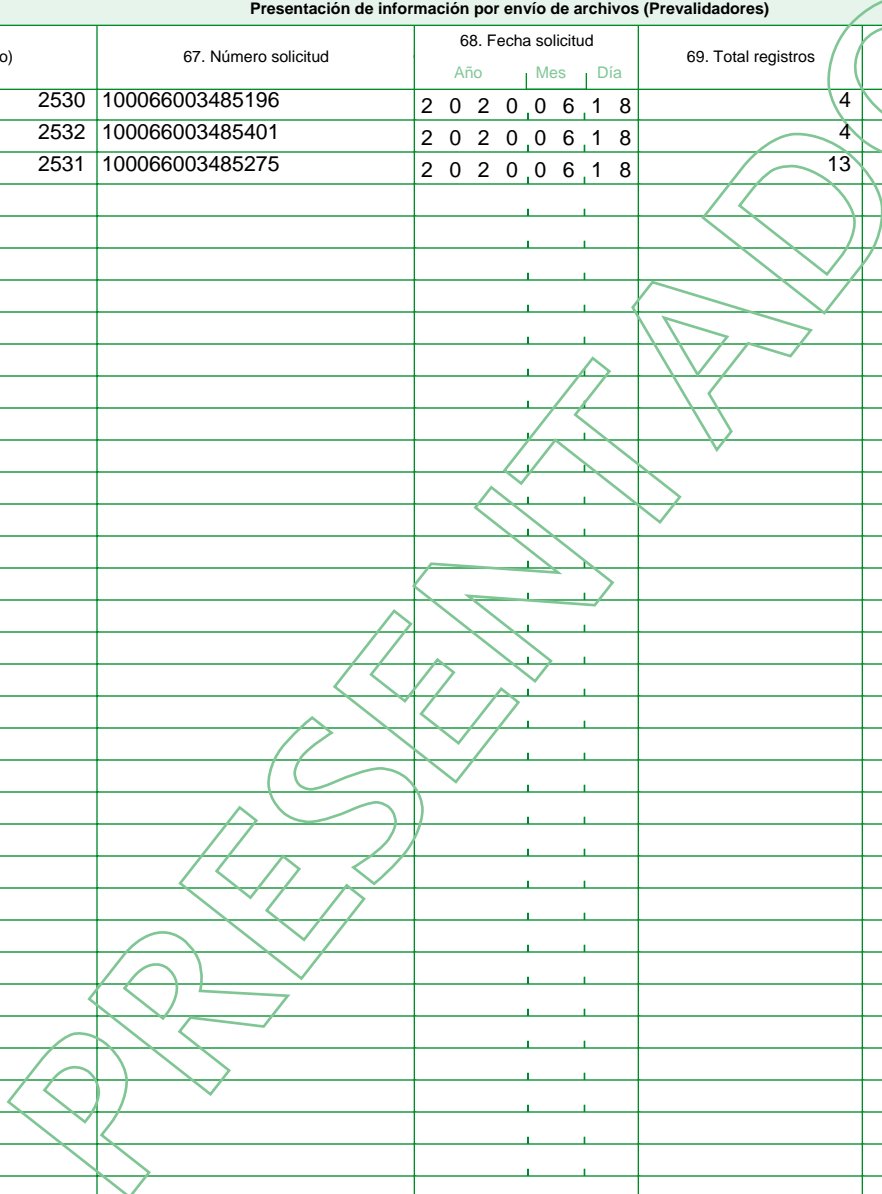 Presentación de información por envío de archivos (Prevalidadores)
o) 67. Número solicitud 68. Fecha solicitud 69. Total registros
Año Mes Día
2530 100066003485196 2 0 2 0 0 6 1 8 4
2532 100066003485401 2 0 2 0 0 6 1 8 4
2531 100066003485275 2 0 2 0 0 6 1 8 13
PRESENTADO